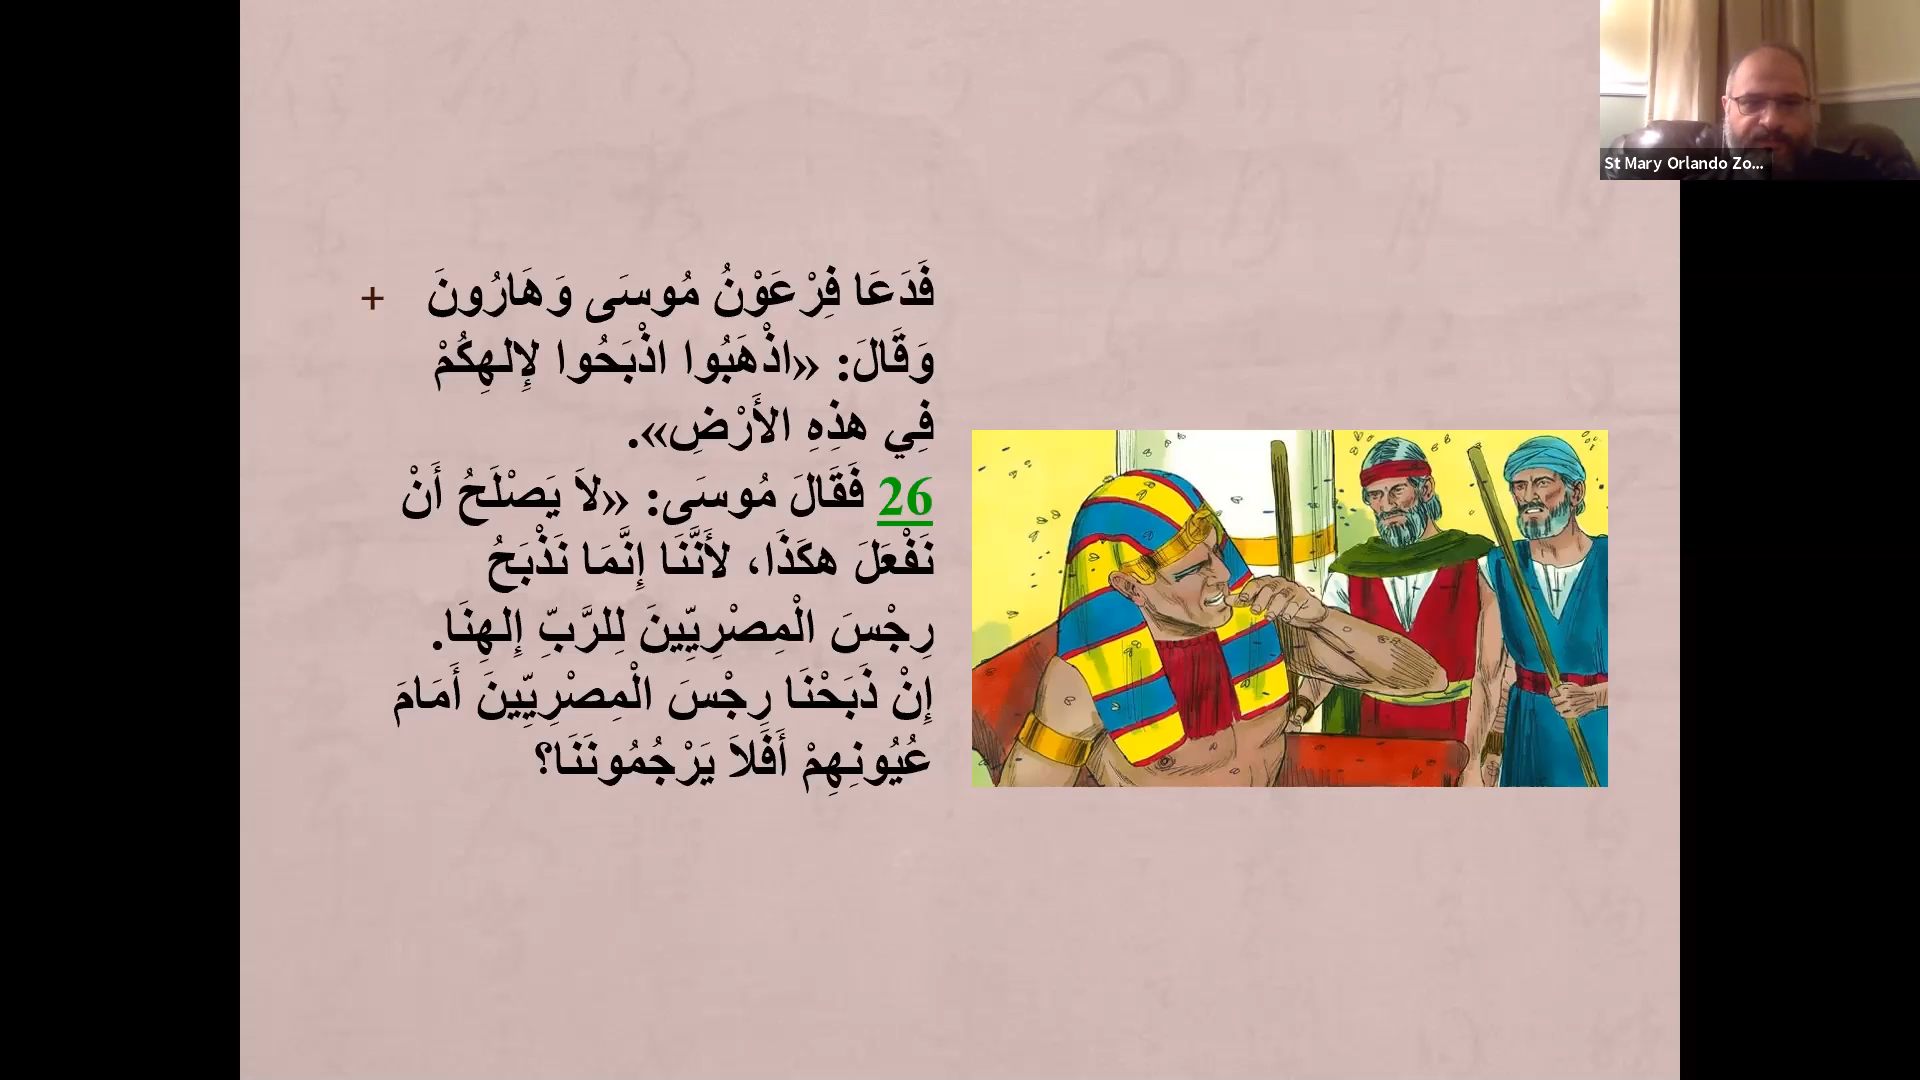 St Mary Orlando Zo...
+ فَدَعَا فِرْعَوْنُ مُوسَى وَهَارُونَ
وَقَالَ: «اذْهَبُوا اذْبَحُوا لإِلهِكُمْ
فِي هذِهِ الأَرْضِ».
26 فَقَالَ مُوسَى: «لاَ يَصْلَحُ أَنْ
نَفْعَلَ هكَذَا، لأَنَّنَا إِنَّمَا نَذْبَحُ
رِجْسَ الْمِصْرِيِّينَ لِلرَّبِّ إِلهِنَا.
إِنْ ذَبَحْنَا رِجْسَ الْمِصْرِيِّينَ أَمَامَ
عُيُونِهِمْ أَفَلاَ يَرْجُمُونَنَا؟